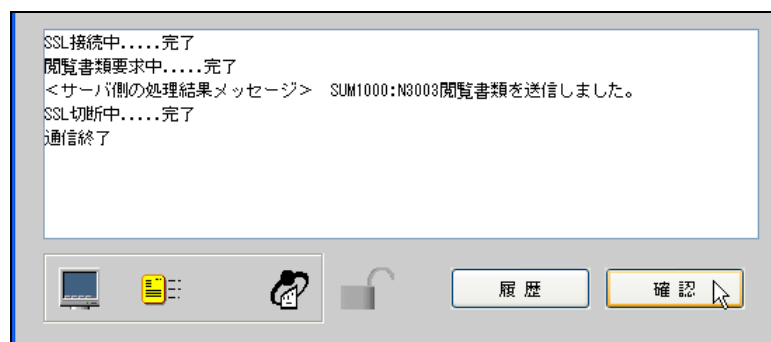 SSL接続中.....完了
閲覧書類要求中.....完了
＜サーバ側の処理結果メッセージ＞　SUM1000:N3003閲覧書類を送信しました。
SSL切断中.....完了
通信終了
履 歴
確 認